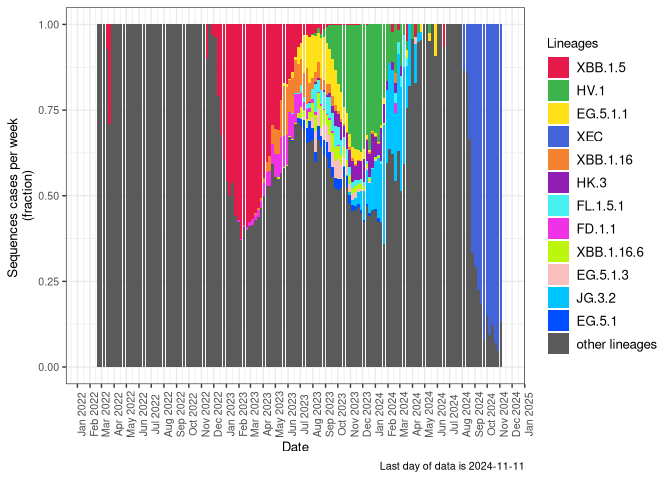 Sequences cases per week
(fraction)
1.00
0.75
0.50
0.25
0.00
Jan 2022
Feb 2022
Mar 2022
Apr 2022
May 2022
Jun 2022
Jul 2022
Aug 2022
Sep 2022
Oct 2022
Nov 2022
Dec 2022
Jan 2023
Feb 2023
Mar 2023
Apr 2023
May 2023
Jun 2023
Jul 2023
Aug 2023
Sep 2023
Oct 2023
Nov 2023
Dec 2023
Jan 2024
Feb 2024
Mar 2024
Apr 2024
May 2024
Jun 2024
Jul 2024
Aug 2024
Sep 2024
Oct 2024
Nov 2024
Jan 2025
Date
Lineages
XBB.1.5
HV.1
EG.5.1.1
XEC
XBB.1.16
HK.3
FL.1.5.1
FD.1.1
XBB.1.16.6
EG.5.1.3
JG.3.2
EG.5.1
other lineages
Last day of data is 2024-11-11